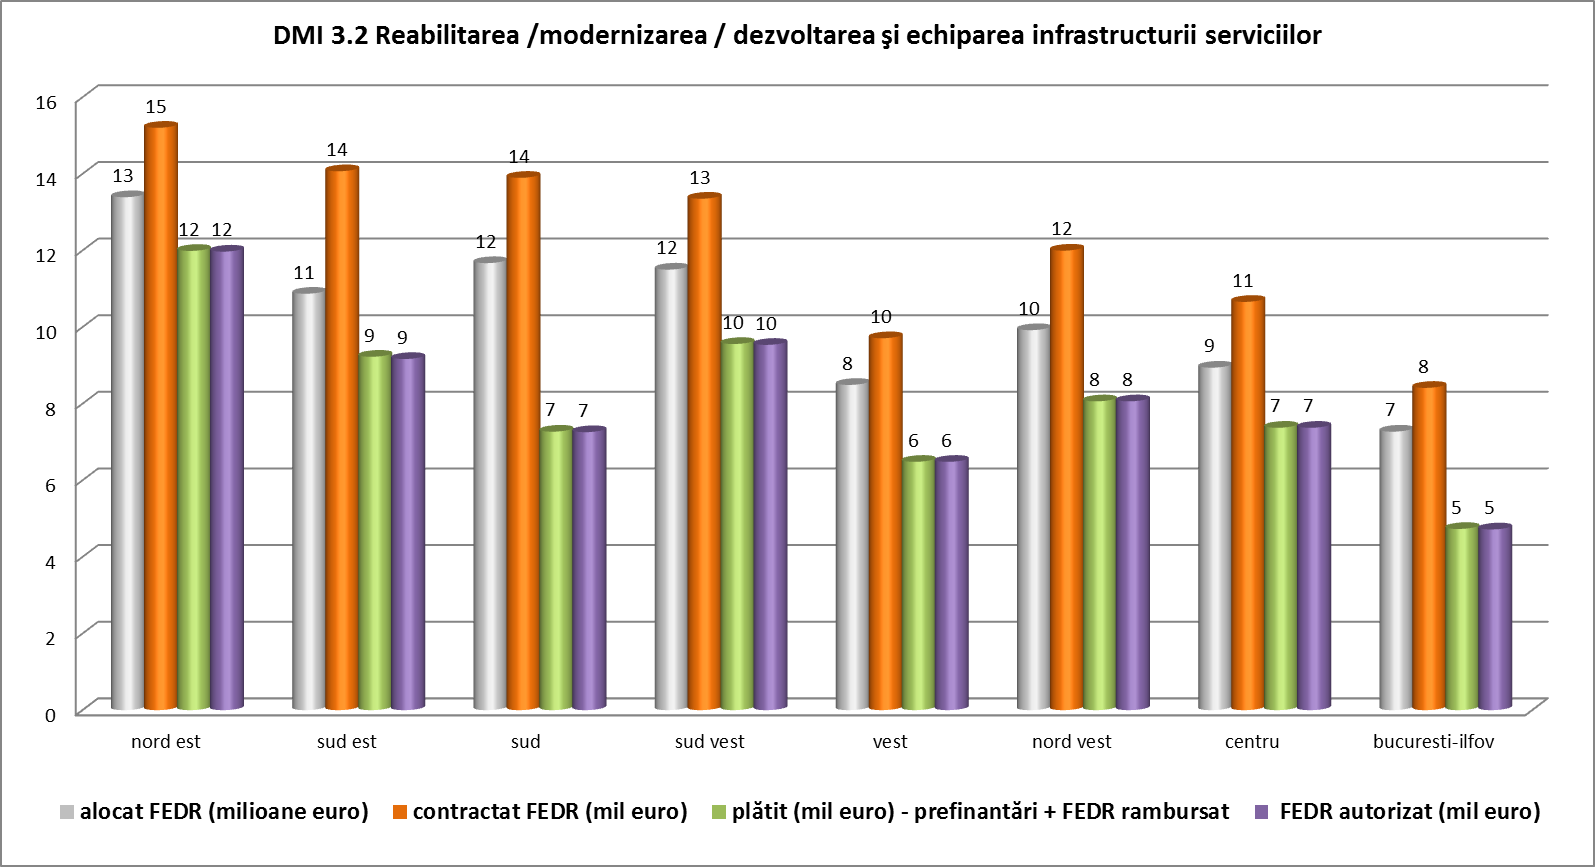 DMI 3.2 Reabilitarea /modernizarea / dezvoltarea şi echiparea infrastructurii serviciilor
16
14
12
10
8
6
4
2
0
13 15 12 12
11 14 9 9
12 14 7 7
12 13 10 10
8 10 6 6
10 12 8 8
9 11 7 7
7 8 5 5
nord est sud est sud sud vest vest nord vest centru bucuresti-ilfov
alocat FEDR (milioane euro) contractat FEDR (mil euro) plătit (mil euro) - prefinantări + FEDR rambursat FEDR autorizat (mil euro)